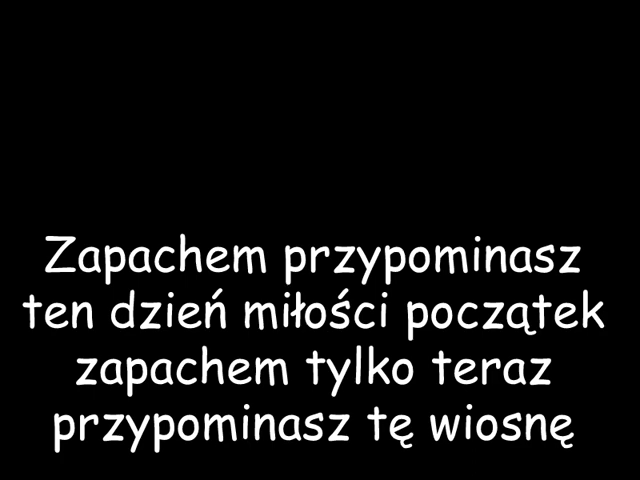 Zapachem przypominasz
ten dzień miłości początek
zapachem tylko teraz
przypominasz tę wiosnę